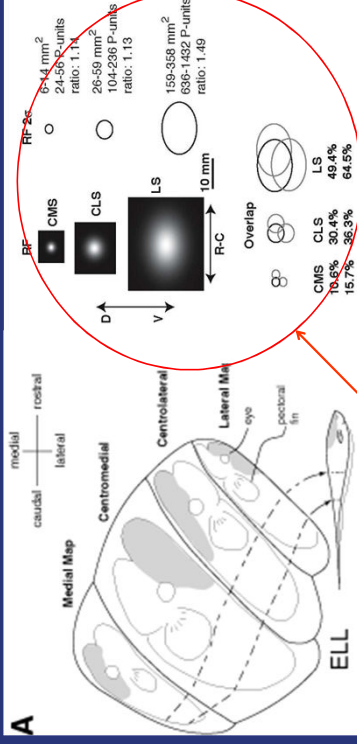 A
medial
caudal
rostral
lateral
Medial Map
Centromedial
Centrolateral
Lateral Map
eye
pectoral
fin
ELL
RF
RF 2σ
CMS
6-14 mm²
24-56 P-units
ratio: 1.14
CLS
26-59 mm²
104-236 P-units
ratio: 1.13
LS
159-358 mm²
636-1432 P-units
ratio: 1.49
D
V
R-C
10 mm
Overlap
CMS CLS LS
10.6% 30.4% 49.4%
15.7% 36.3% 64.5%